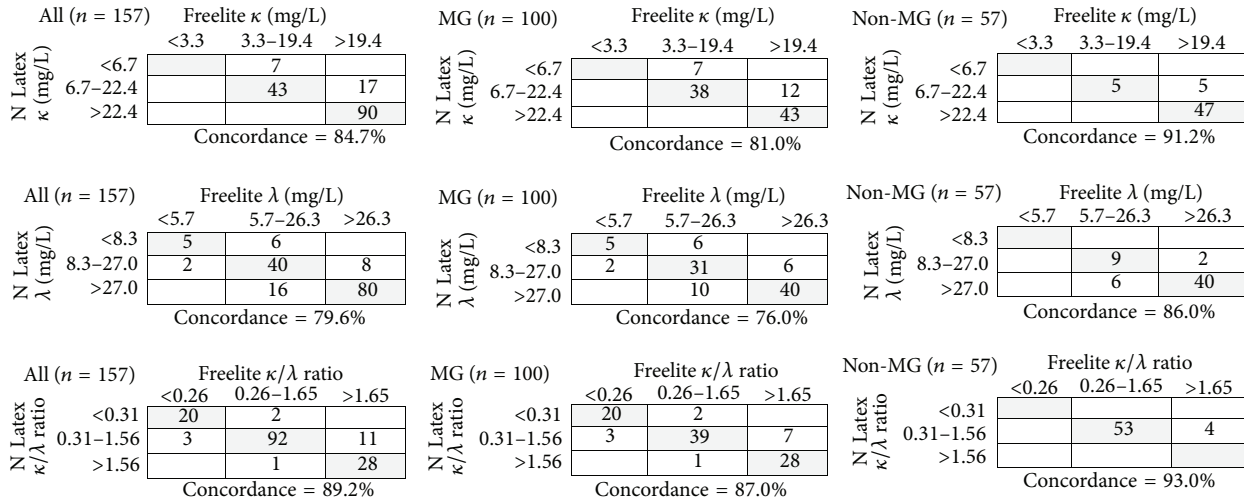 All (n = 157) Freelite κ (mg/L)
<3.3 3.3–19.4 >19.4
N Latex κ (mg/L)
<6.7 7
6.7–22.4 43 17
>22.4 90
Concordance = 84.7%
MG (n = 100) Freelite κ (mg/L)
<3.3 3.3–19.4 >19.4
N Latex κ (mg/L)
<6.7 7
6.7–22.4 38 12
>22.4 43
Concordance = 81.0%
Non-MG (n = 57) Freelite κ (mg/L)
<3.3 3.3–19.4 >19.4
N Latex κ (mg/L)
<6.7
6.7–22.4 5 5
>22.4 47
Concordance = 91.2%
All (n = 157) Freelite λ (mg/L)
<5.7 5.7–26.3 >26.3
N Latex λ (mg/L)
<8.3 5 6
8.3–27.0 2 40 8
>27.0 16 80
Concordance = 79.6%
MG (n = 100) Freelite λ (mg/L)
<5.7 5.7–26.3 >26.3
N Latex λ (mg/L)
<8.3 5 6
8.3–27.0 2 31 6
>27.0 10 40
Concordance = 76.0%
Non-MG (n = 57) Freelite λ (mg/L)
<5.7 5.7–26.3 >26.3
N Latex λ (mg/L)
<8.3
8.3–27.0 9 2
>27.0 6 40
Concordance = 86.0%
All (n = 157) Freelite κ/λ ratio
<0.26 0.26–1.65 >1.65
N Latex κ/λ ratio
<0.31 20 2
0.31–1.56 3 92 11
>1.56 1 28
Concordance = 89.2%
MG (n = 100) Freelite κ/λ ratio
<0.26 0.26–1.65 >1.65
N Latex κ/λ ratio
<0.31 20 2
0.31–1.56 3 39 7
>1.56 1 28
Concordance = 87.0%
Non-MG (n = 57) Freelite κ/λ ratio
<0.26 0.26–1.65 >1.65
N Latex κ/λ ratio
<0.31
0.31–1.56 53 4
>1.56
Concordance = 93.0%